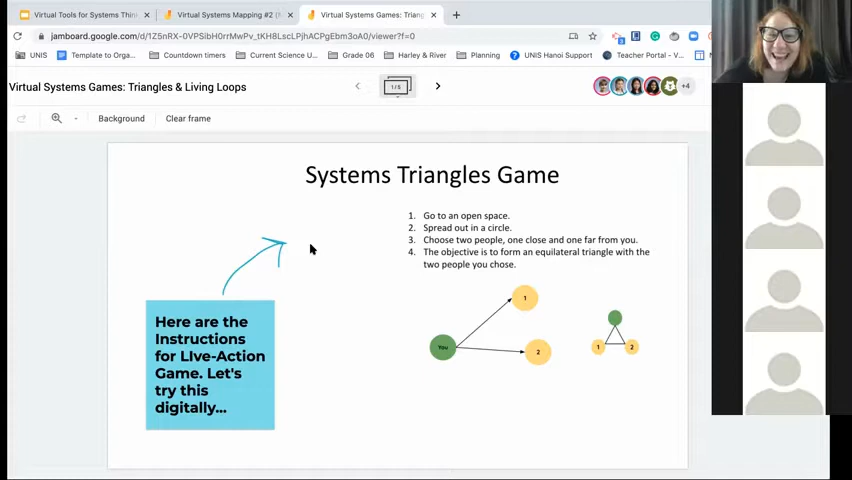 Virtual Tools for Systems Thin
Virtual Systems Mapping #2 (
Virtual Systems Games: Triang
jamboard.google.com/d/1Z5nRX-0VPSibH0rrMwPv_tKH8LscLPjhACPgEbm3oA0/viewer?f=0
UNIS
Template to Orga...
Countdown timers
Current Science U...
Grade 06
Harley & River
Planning
UNIS Hanoi Support
Teacher Portal - V...
Virtual Systems Games: Triangles & Living Loops
1/5
+4
Background
Clear frame
Systems Triangles Game
1. Go to an open space.
2. Spread out in a circle.
3. Choose two people, one close and one far from you.
4. The objective is to form an equilateral triangle with the
two people you chose.
Here are the
Instructions
for LIve-Action
Game. Let's
try this
digitally...
1
You
2
1
2